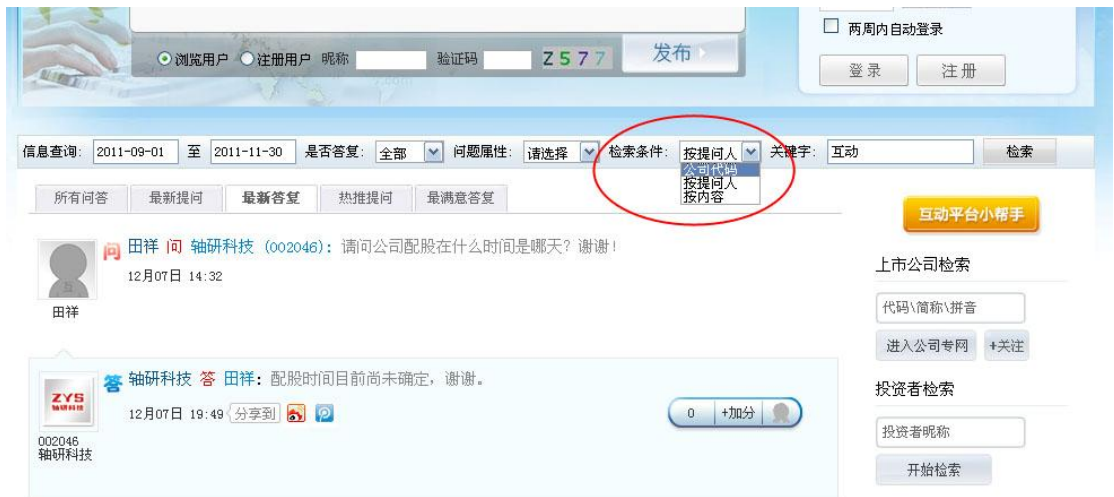 两周内自动登录
浏览用户 注册用户 昵称 验证码 Z577 发布
登录 注册
信息查询: 2011-09-01 至 2011-11-30 是否答复: 全部 问题属性: 请选择 检索条件: 按提问人 关键字: 互动 检索
公司代码
按提问人
按内容
所有问答 最新提问 最新答复 热推提问 最满意答复
互动平台小帮手
问 田祥 问 轴研科技 (002046): 请问公司配股在什么时间是哪天? 谢谢!
12月07日 14:32
田祥
上市公司检索
代码\简称\拼音
进入公司专网 +关注
答 轴研科技 答 田祥: 配股时间目前尚未确定, 谢谢。
ZYS
轴研科技
12月07日 19:49 分享到
0 +加分
002046
轴研科技
投资者检索
投资者昵称
开始检索